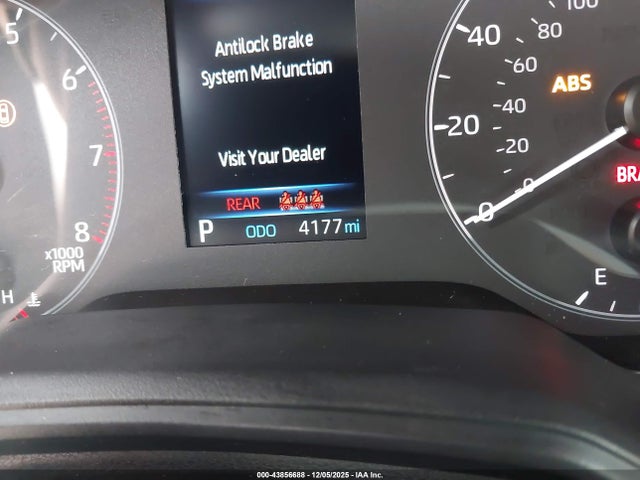 5
6
7
8
x1000
RPM
H
Antilock Brake
System Malfunction
Visit Your Dealer
REAR
P ODO 4177 mi
100
80
60
40
20
0
40
20
0
ABS
BRA
E
000-43856688 - 12/05/2025 - IAA Inc.